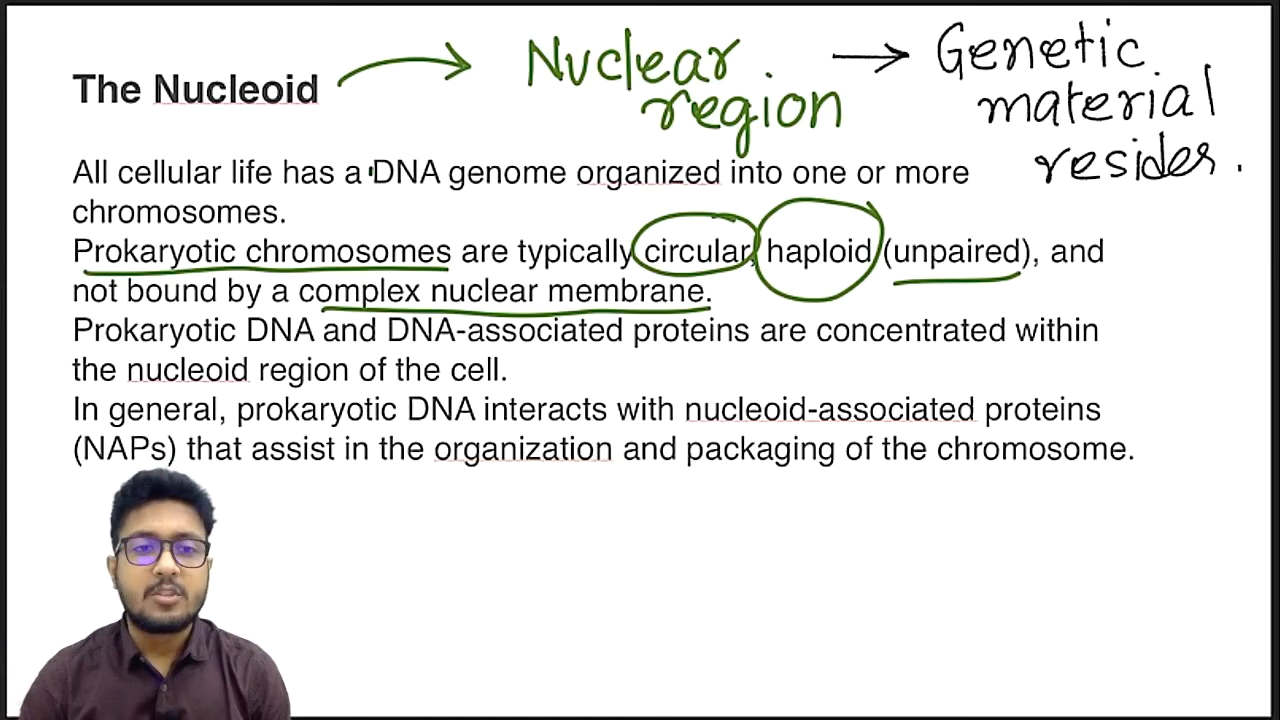 The Nucleoid
Nuclear
region
Genetic
material
resides.
All cellular life has a DNA genome organized into one or more
chromosomes.
Prokaryotic chromosomes are typically circular, haploid (unpaired), and
not bound by a complex nuclear membrane.
Prokaryotic DNA and DNA-associated proteins are concentrated within
the nucleoid region of the cell.
In general, prokaryotic DNA interacts with nucleoid-associated proteins
(NAPs) that assist in the organization and packaging of the chromosome.